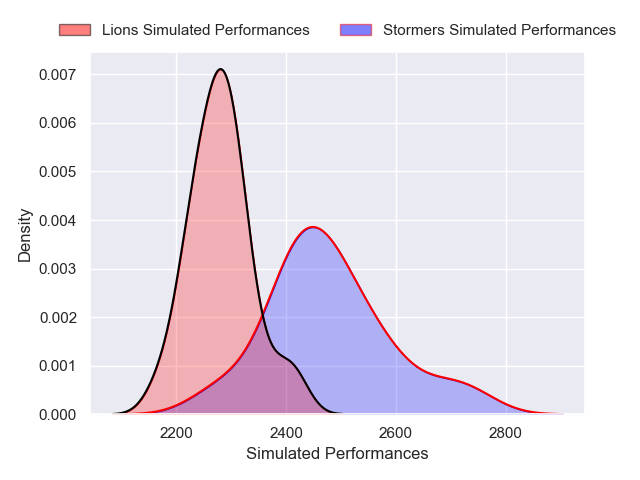 Lions Simulated Performances
Stormers Simulated Performances
0.007
0.006
0.005
0.004
0.003
0.002
0.001
0.000
Density
2200 2400 2600 2800
Simulated Performances